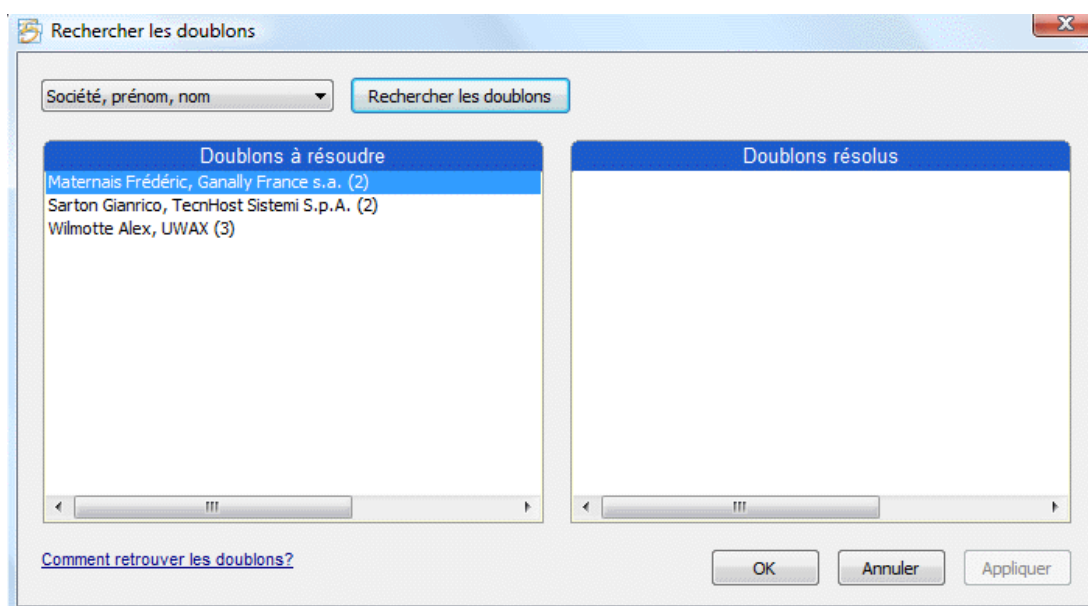 Rechercher les doublons
Société, prénom, nom
Rechercher les doublons
Doublons à résoudre
Maternais Frédéric, Ganally France s.a. (2)
Sarton Gianrico, TecnHost Sistemi S.p.A. (2)
Wilmotte Alex, UWAX (3)
Doublons résolus
Comment retrouver les doublons?
OK
Annuler
Appliquer